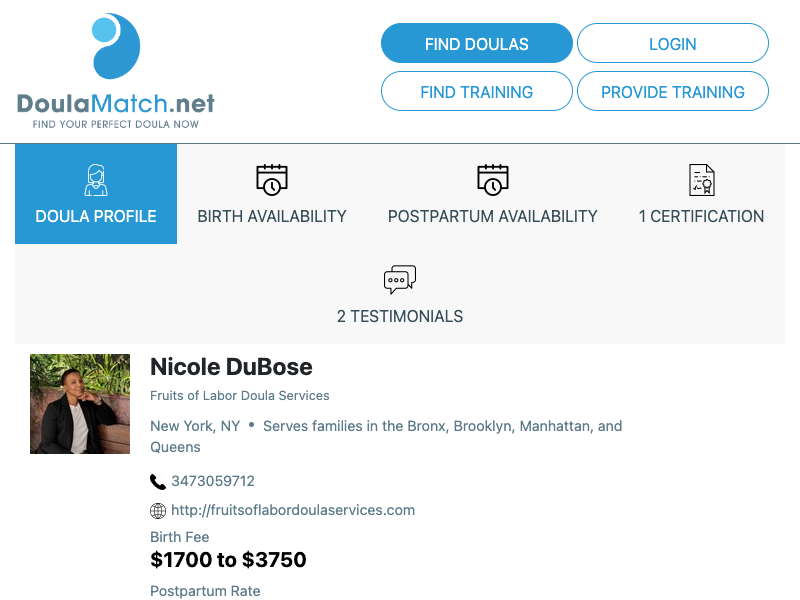 DoulaMatch.net
FIND YOUR PERFECT DOULA NOW
FIND DOULAS
LOGIN
FIND TRAINING
PROVIDE TRAINING
DOULA PROFILE
BIRTH AVAILABILITY
POSTPARTUM AVAILABILITY
1 CERTIFICATION
2 TESTIMONIALS
Nicole DuBose
Fruits of Labor Doula Services
New York, NY • Serves families in the Bronx, Brooklyn, Manhattan, and
Queens
3473059712
http://fruitsoflabordoulaservices.com
Birth Fee
$1700 to $3750
Postpartum Rate